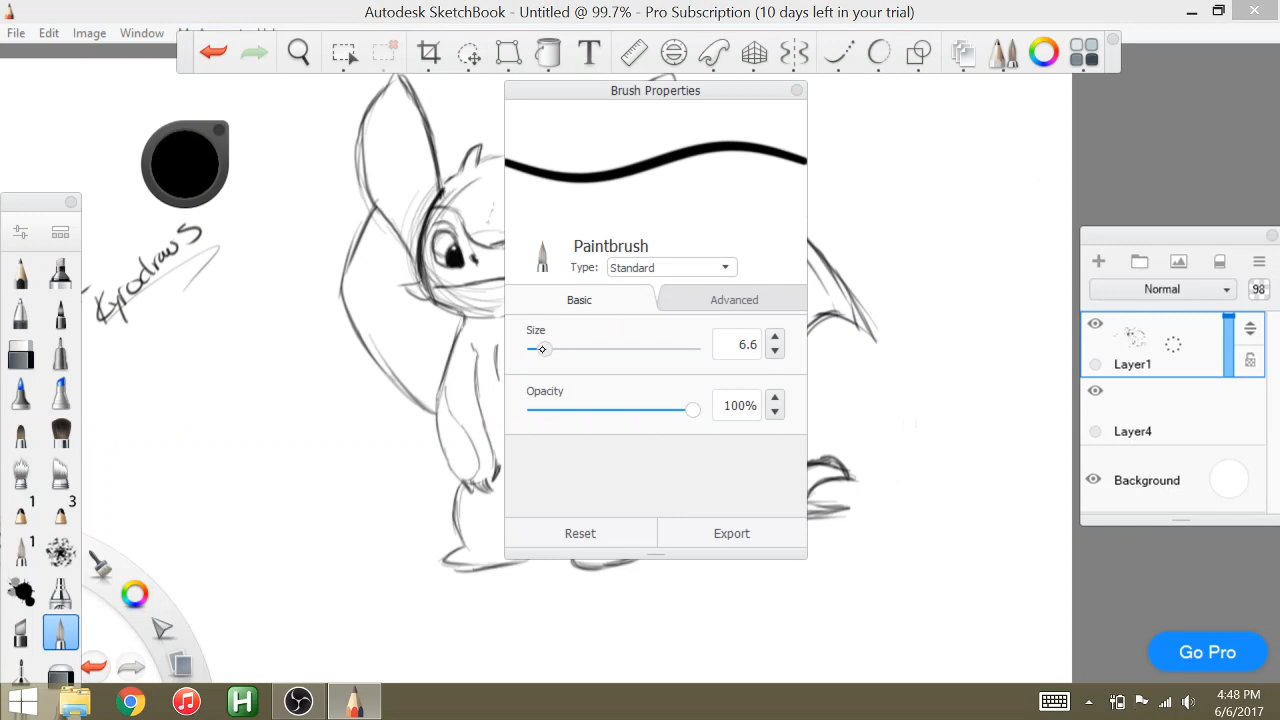 Autodesk SketchBook - Untitled @ 99.7% - Pro Subscription (10 days left in your trial)
File Edit Image Window
T
Brush Properties
Kyrodraws
Paintbrush
Type: Standard
Basic Advanced
Size
6.6
Opacity
100%
Reset Export
Normal 98
Layer1
Layer4
Background
1 3
1
Go Pro
H
4:48 PM
6/6/2017